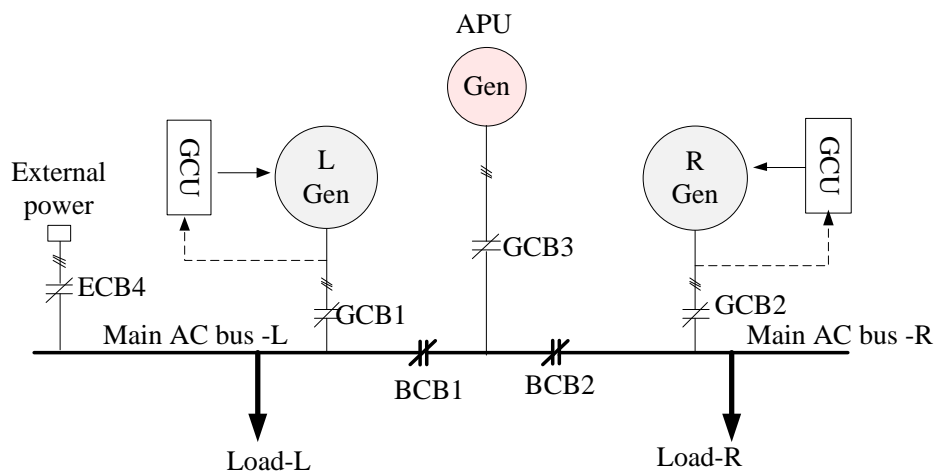 APU
Gen
GCU
L
Gen
R
Gen
GCU
External
power
GCB3
ECB4
GCB1
GCB2
Main AC bus -L
Main AC bus -R
BCB1
BCB2
Load-L
Load-R